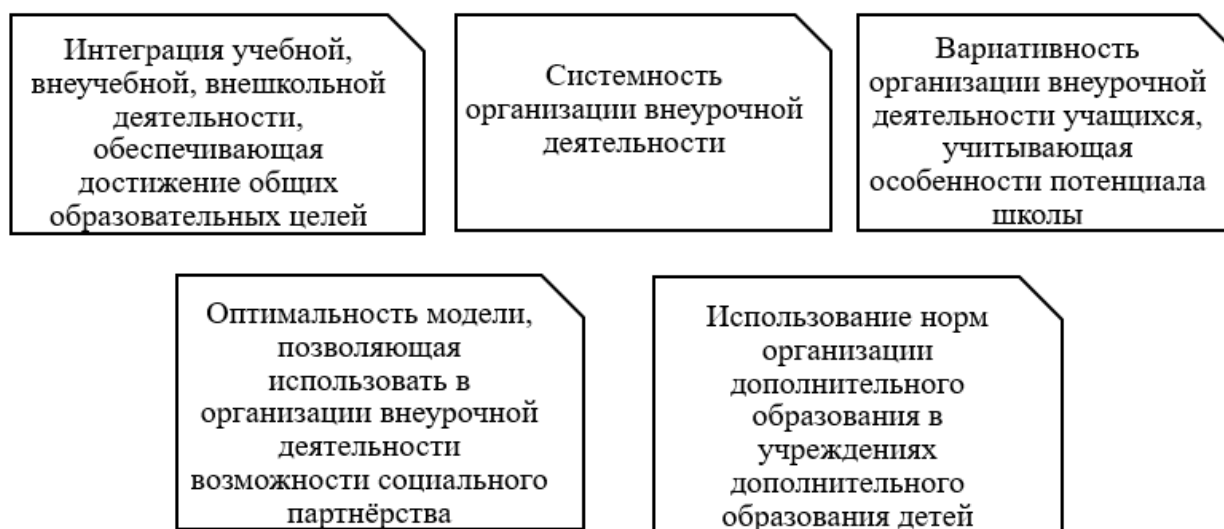 Интеграция учебной,
внеучебной, внешкольной
деятельности,
обеспечивающая
достижение общих
образовательных целей
Системность
организации внеурочной
деятельности
Вариативность
организации внеурочной
деятельности учащихся,
учитывающая
особенности потенциала
школы
Оптимальность модели,
позволяющая
использовать в
организации внеурочной
деятельности
возможности социального
партнёрства
Использование норм
организации
дополнительного
образования в
учреждениях
дополнительного
образования детей